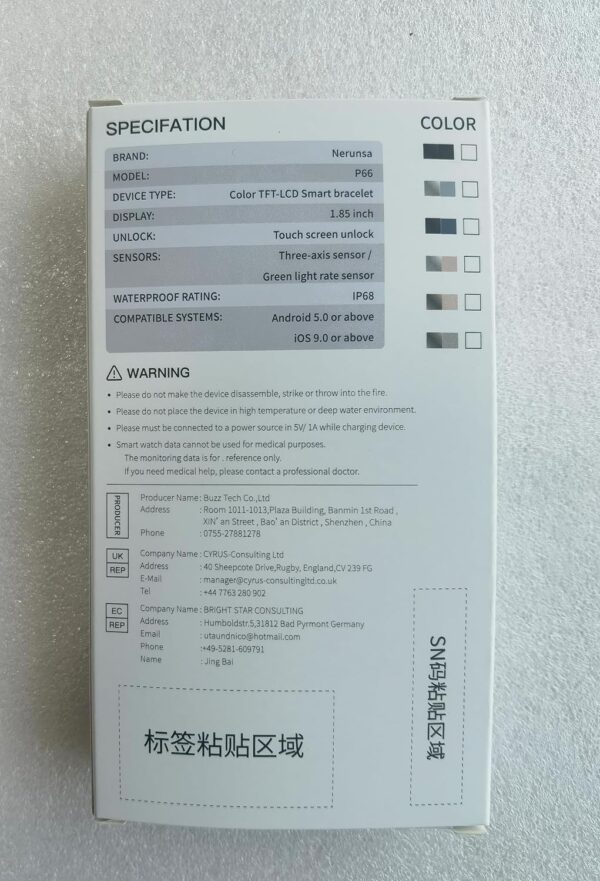 SPECIFATION
COLOR
BRAND: Nerunsa
MODEL: P66
DEVICE TYPE: Color TFT-LCD Smart bracelet
DISPLAY: 1.85 inch
UNLOCK: Touch screen unlock
SENSORS: Three-axis sensor /
Green light rate sensor
WATERPROOF RATING: IP68
COMPATIBLE SYSTEMS: Android 5.0 or above
iOS 9.0 or above
WARNING
• Please do not make the device disassemble, strike or throw into the fire.
• Please do not place the device in high temperature or deep water environment.
• Please must be connected to a power source in 5V/ 1A while charging device.
• Smart watch data cannot be used for medical purposes.
The monitoring data is for . reference only.
If you need medical help, please contact a professional doctor.
PRODUCER
Producer Name : Buzz Tech Co.,Ltd
Address : Room 1011-1013,Plaza Building, Banmin 1st Road ,
XIN' an Street , Bao' an District , Shenzhen , China
Phone : 0755-27881278
UK
REP
Company Name : CYRUS-Consulting Ltd
Address : 40 Sheepcote Drive,Rugby, England,CV 239 FG
E-Mail : manager@cyrus-consultingltd.co.uk
Tel : +44 7763 280 902
EC
REP
Company Name : BRIGHT STAR CONSULTING
Address : Humboldstr.5,31812 Bad Pyrmont Germany
Email : utaundnico@hotmail.com
Phone :+49-5281-609791
Name : Jing Bai
标签粘贴区域
SN码粘贴区域